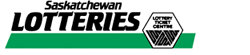 Saskatchewan
LOTTERIES
LOTTERY
TICKET
CENTRE